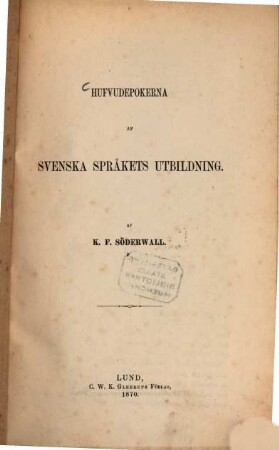 HUFVUDEPOKERNA
AF
SVENSKA SPRÅKETS UTBILDNING.
AF
K. F. SÖDERWALL.
LUND,
C. W. K. GLEERUPS FÖRLAG,
1870.